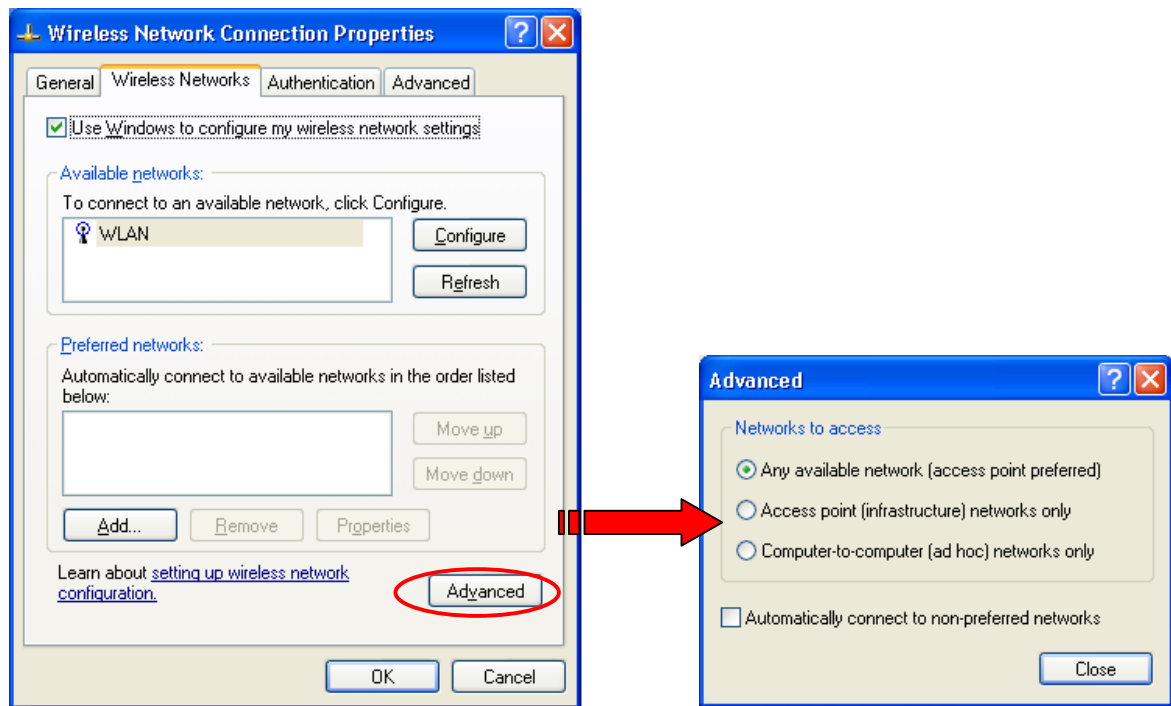 Wireless Network Connection Properties
General Wireless Networks Authentication Advanced
Use Windows to configure my wireless network settings
Available networks:
To connect to an available network, click Configure.
WLAN
Configure
Refresh
Preferred networks:
Automatically connect to available networks in the order listed
below:
Move up
Move down
Add... Remove Properties
Learn about setting up wireless network
configuration.
Advanced
OK Cancel
Advanced
Networks to access
Any available network (access point preferred)
Access point (infrastructure) networks only
Computer-to-computer (ad hoc) networks only
Automatically connect to non-preferred networks
Close